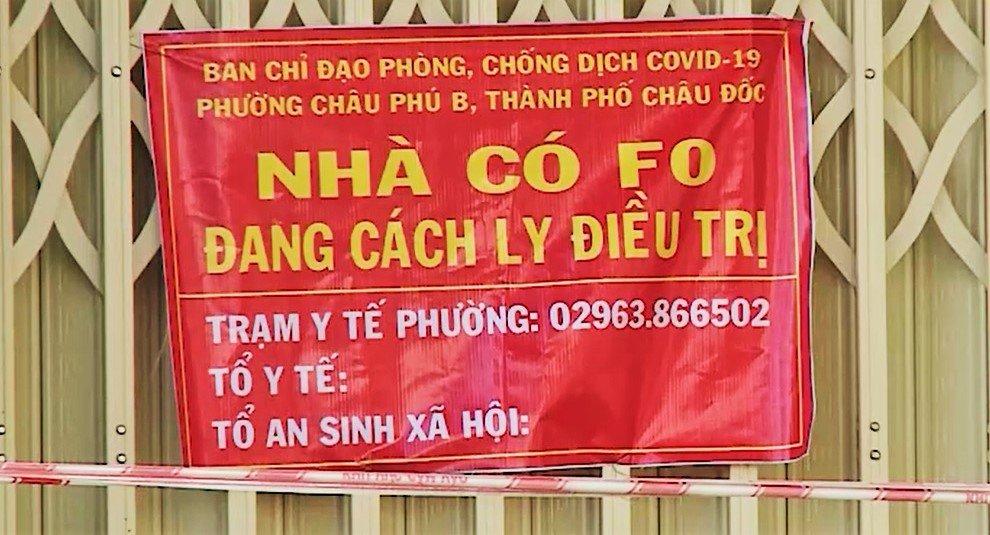 BAN CHỈ ĐẠO PHÒNG, CHỐNG DỊCH COVID-19
PHƯỜNG CHÂU PHÚ B, THÀNH PHỐ CHÂU ĐỐC
NHÀ CÓ F0
ĐANG CÁCH LY ĐIỀU TRỊ
TRẠM Y TẾ PHƯỜNG: 02963.866502
TỔ Y TẾ:
TỔ AN SINH XÃ HỘI: